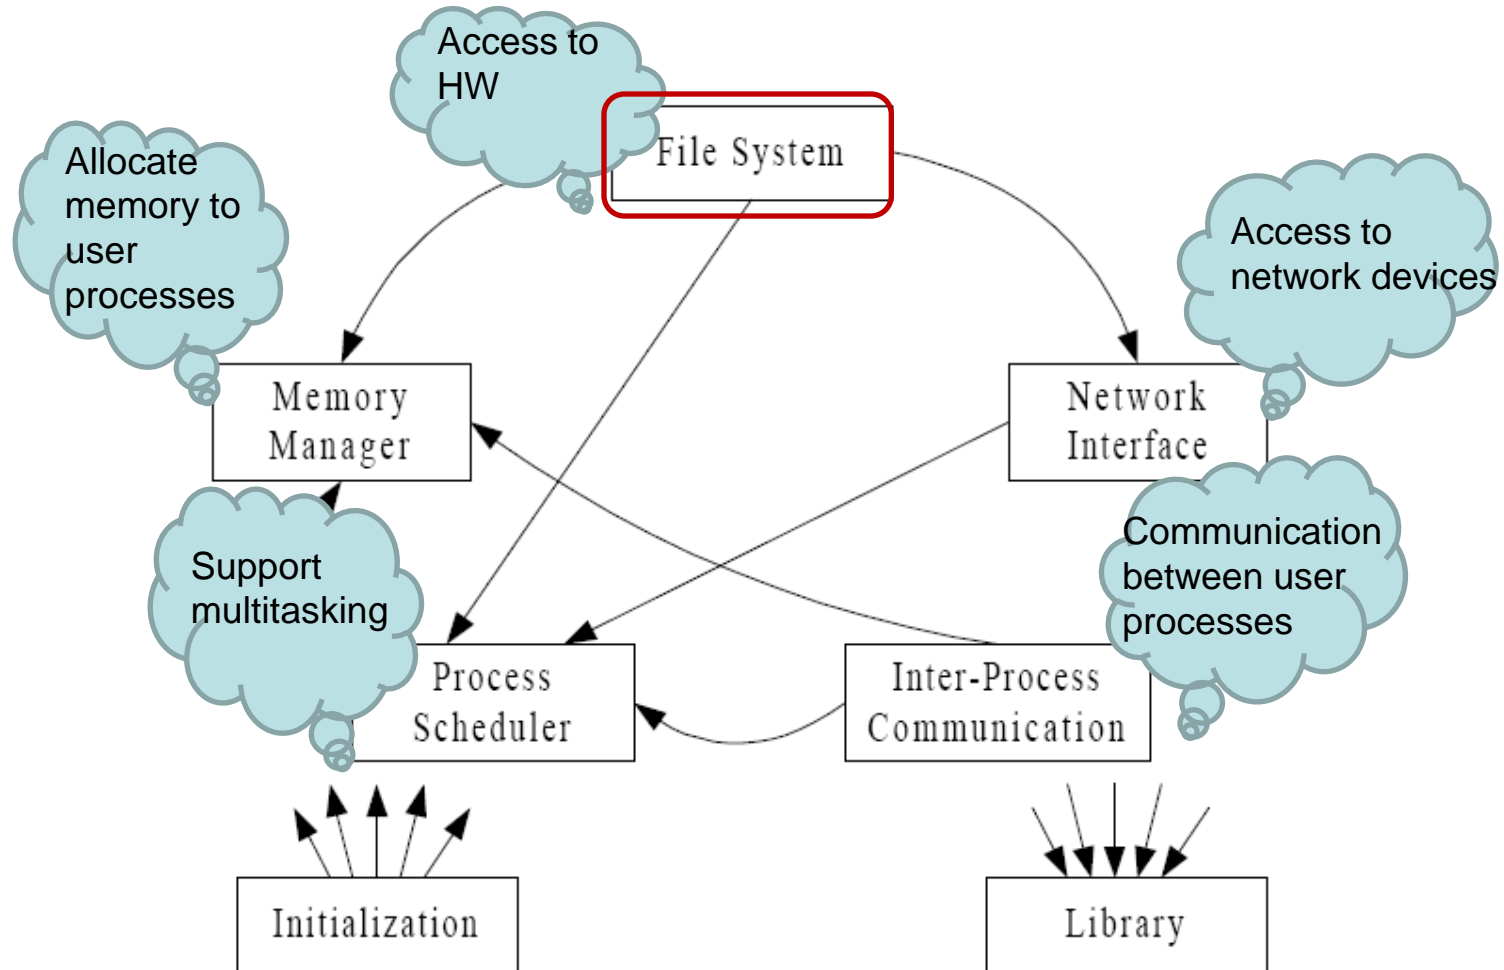 Access to
HW
File System
Allocate
memory to
user
processes
Access to
network devices
Memory
Manager
Network
Interface
Support
multitasking
Communication
between user
processes
Process
Scheduler
Inter-Process
Communication
Initialization
Library